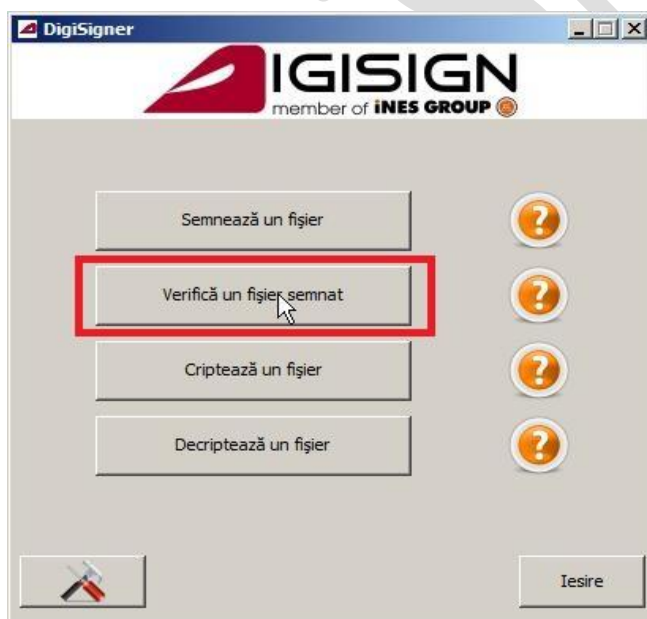 DigiSigner
IGISIGN
member of iNES GROUP
Semnează un fişier
?
Verifică un fişier semnat
?
Criptează un fişier
?
Decriptează un fişier
?
Iesire